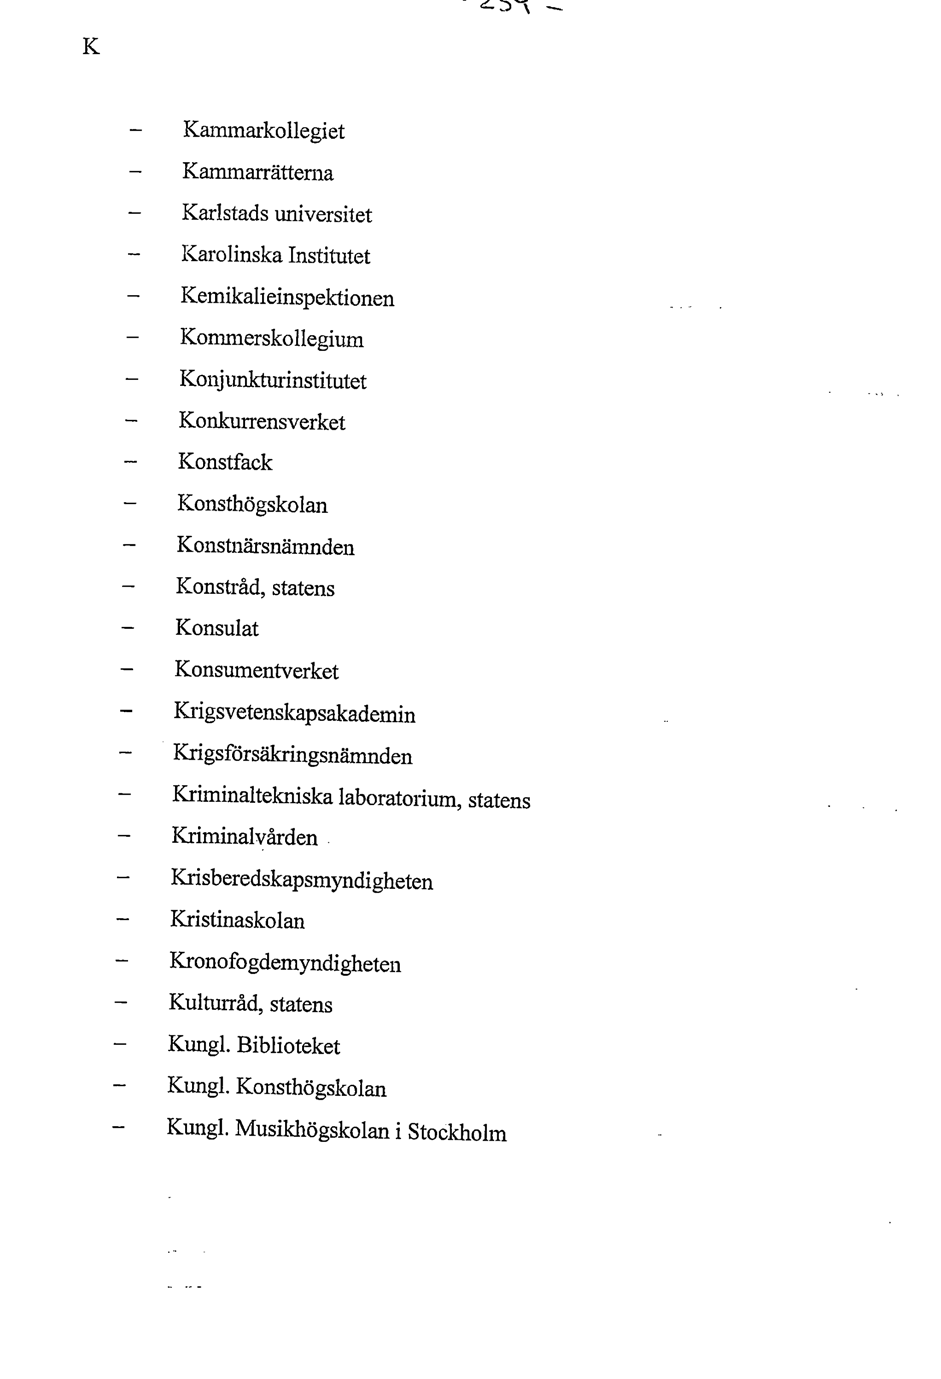 K
– Kammarkollegiet
– Kammarrätterna
– Karlstads universitet
– Karolinska Institutet
– Kemikalieinspektionen
– Kommerskollegium
– Konjunkturinstitutet
– Konkurrensverket
– Konstfack
– Konsthögskolan
– Konstnärsnämnden
– Konstråd, statens
– Konsulat
– Konsumentverket
– Krigsvetenskapsakademin
– Krigsförsäkringsnämnden
– Kriminaltekniska laboratorium, statens
– Kriminalvården
– Krisberedskapsmyndigheten
– Kristinaskolan
– Kronofogdemyndigheten
– Kulturråd, statens
– Kungl. Biblioteket
– Kungl. Konsthögskolan
– Kungl. Musikhögskolan i Stockholm